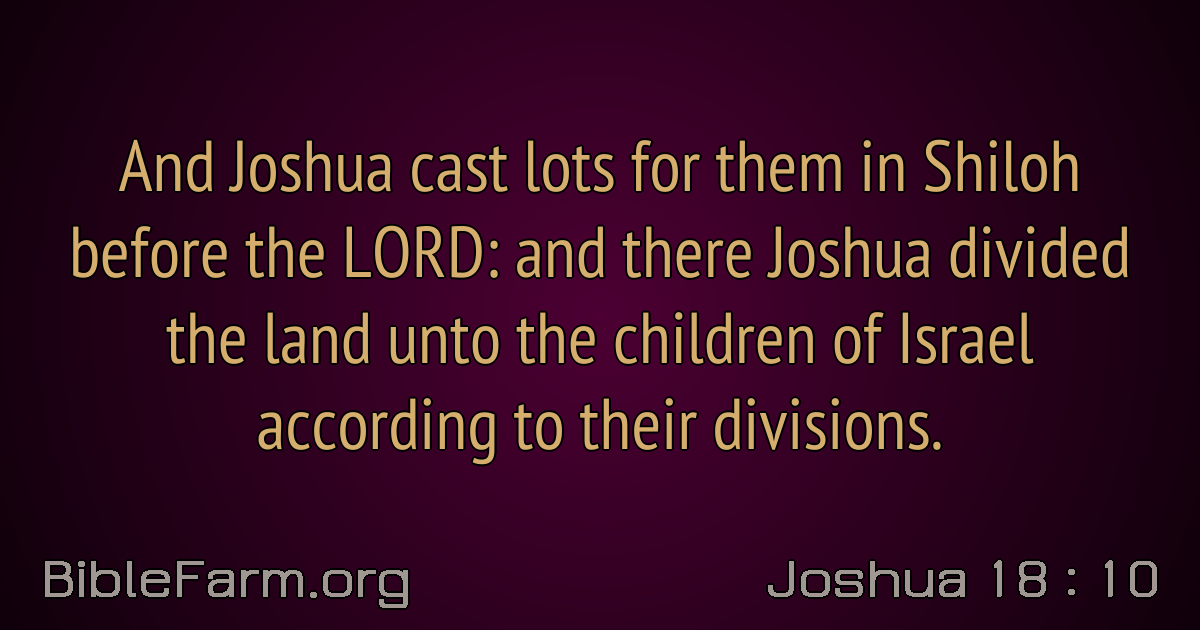 And Joshua cast lots for them in Shiloh
before the LORD: and there Joshua divided
the land unto the children of Israel
according to their divisions.
BibleFarm.org
Joshua 18 : 10